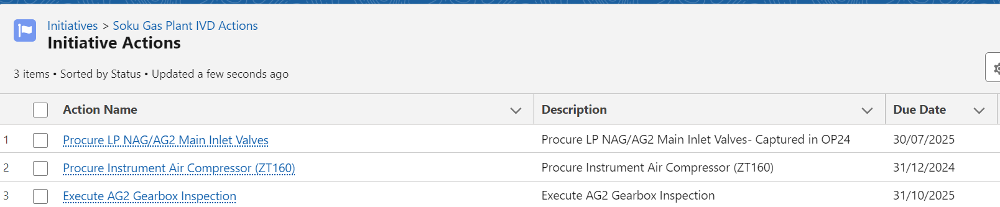 Initiatives > Soku Gas Plant IVD Actions
Initiative Actions
3 items • Sorted by Status • Updated a few seconds ago
Action Name Description Due Date
1 Procure LP NAG/AG2 Main Inlet Valves Procure LP NAG/AG2 Main Inlet Valves- Captured in OP24 30/07/2025
2 Procure Instrument Air Compressor (ZT160) Procure Instrument Air Compressor (ZT160) 31/12/2024
3 Execute AG2 Gearbox Inspection Execute AG2 Gearbox Inspection 31/10/2025